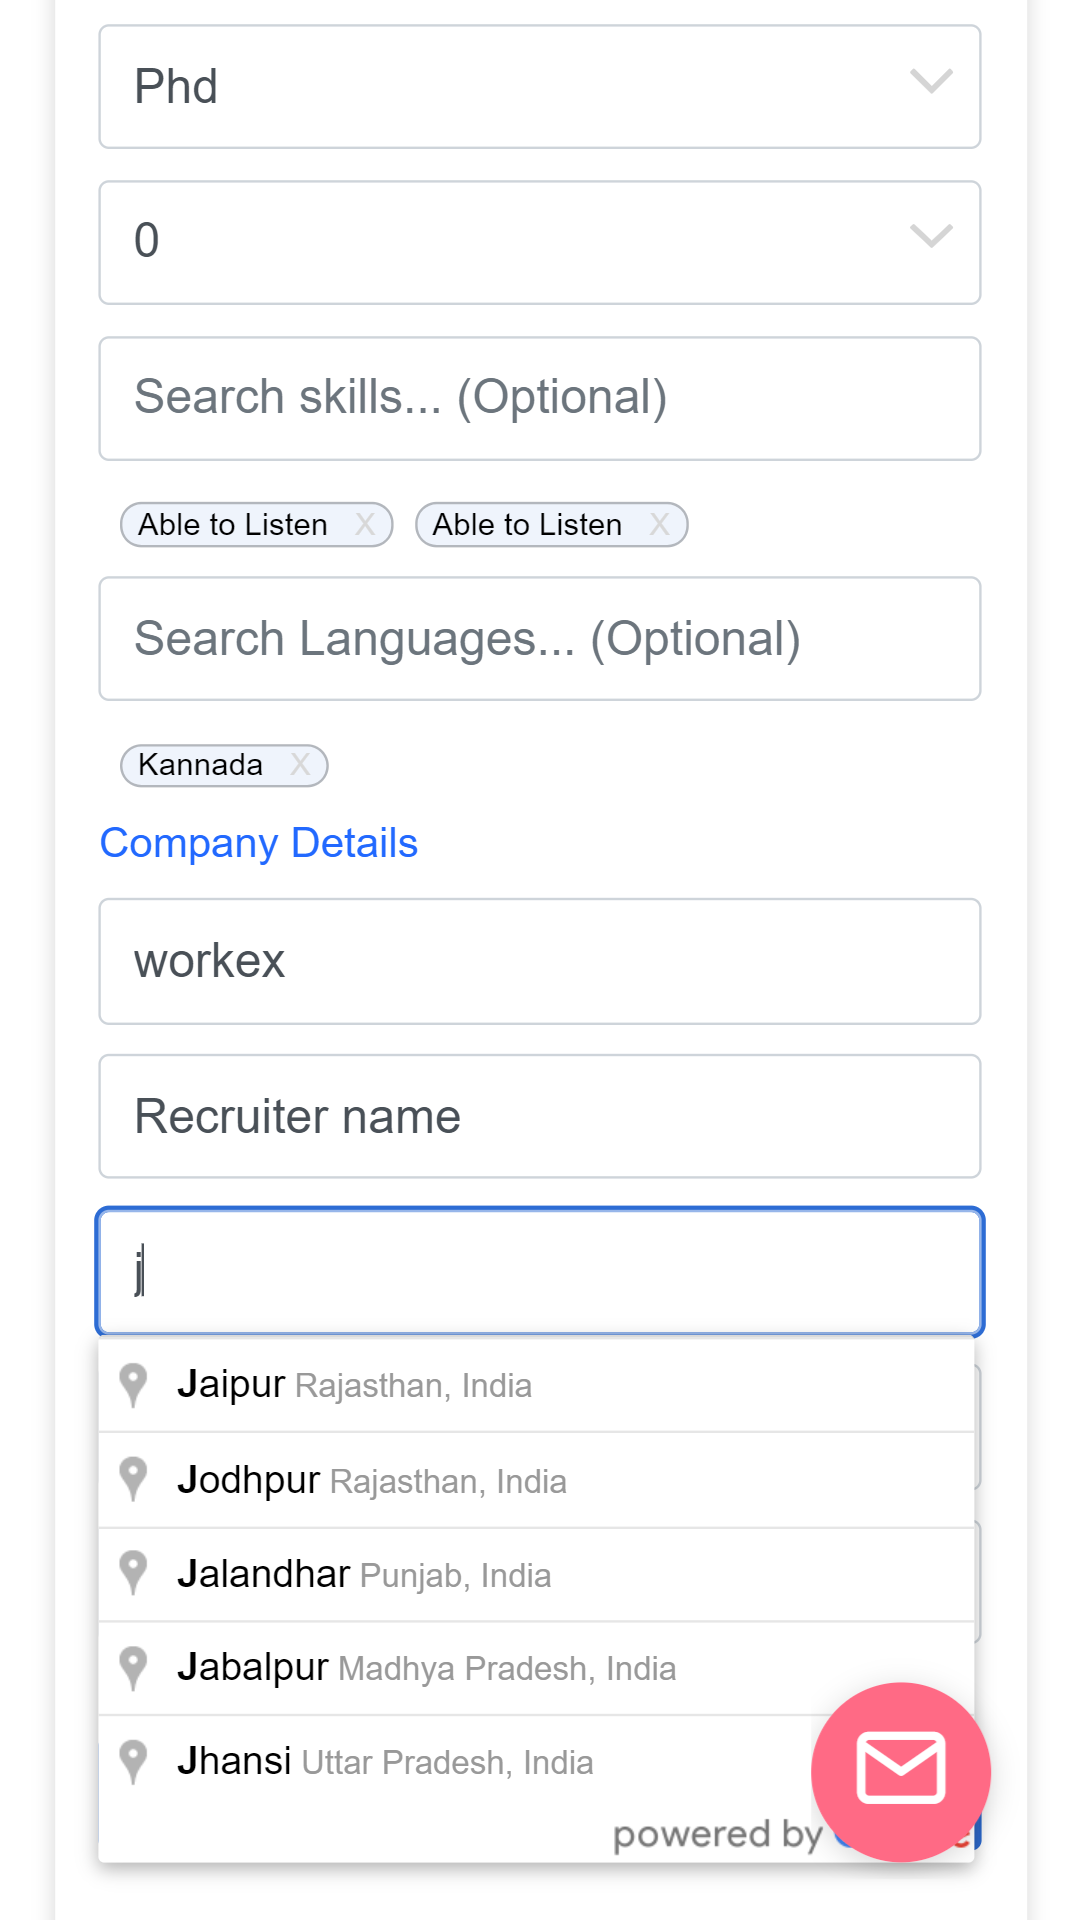 Phd
0
Search skills... (Optional)
Able to Listen X Able to Listen X
Search Languages... (Optional)
Kannada X
Company Details
workex
Recruiter name
j
Jaipur Rajasthan, India
Jodhpur Rajasthan, India
Jalandhar Punjab, India
Jabalpur Madhya Pradesh, India
Jhansi Uttar Pradesh, India
powered by